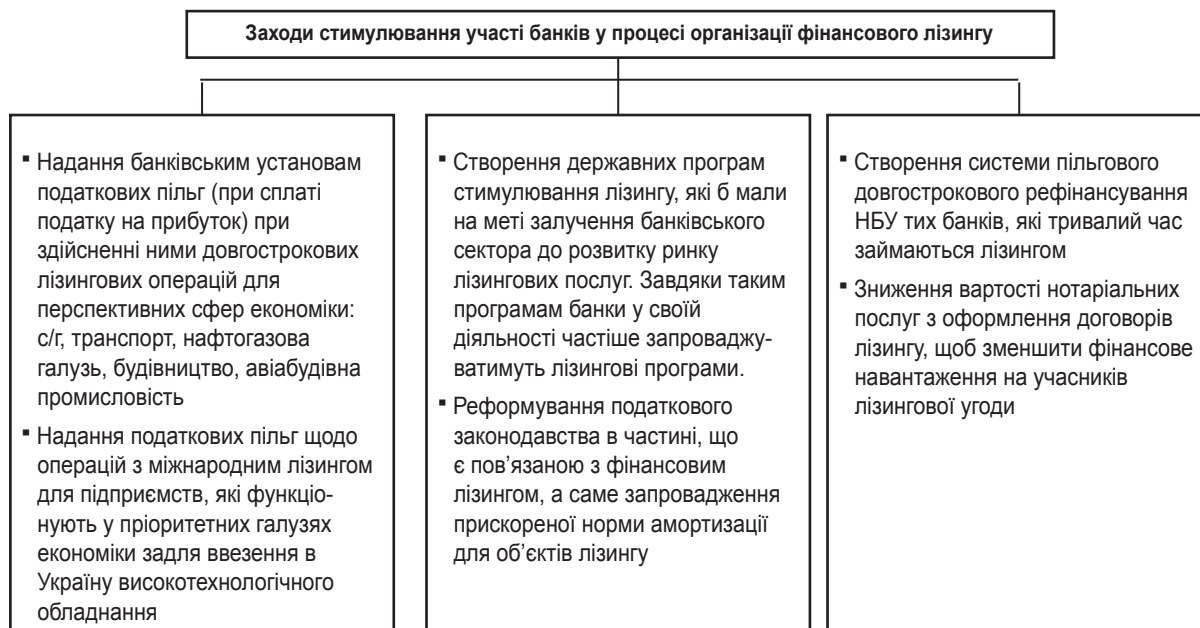 Заходи стимулювання участі банків у процесі організації фінансового лізингу
▪ Надання банківським установам
податкових пільг (при сплаті
податку на прибуток) при
здійсненні ними довгострокових
лізингових операцій для
перспективних сфер економіки:
с/г, транспорт, нафтогазова
галузь, будівництво, авіабудівна
промисловість
▪ Надання податкових пільг щодо
операцій з міжнародним лізингом
для підприємств, які функціо-
нують у пріоритетних галузях
економіки задля ввезення в
Україну високотехнологічного
обладнання
▪ Створення державних програм
стимулювання лізингу, які б мали
на меті залучення банківського
сектора до розвитку ринку
лізингових послуг. Завдяки таким
програмам банки у своїй
діяльності частіше запроваджу-
ватимуть лізингові програми.
▪ Реформування податкового
законодавства в частині, що
є пов’язаною з фінансовим
лізингом, а саме запровадження
прискореної норми амортизації
для об’єктів лізингу
▪ Створення системи пільгового
довгострокового рефінансування
НБУ тих банків, які тривалий час
займаються лізингом
▪ Зниження вартості нотаріальних
послуг з оформлення договорів
лізингу, щоб зменшити фінансове
навантаження на учасників
лізингової угоди